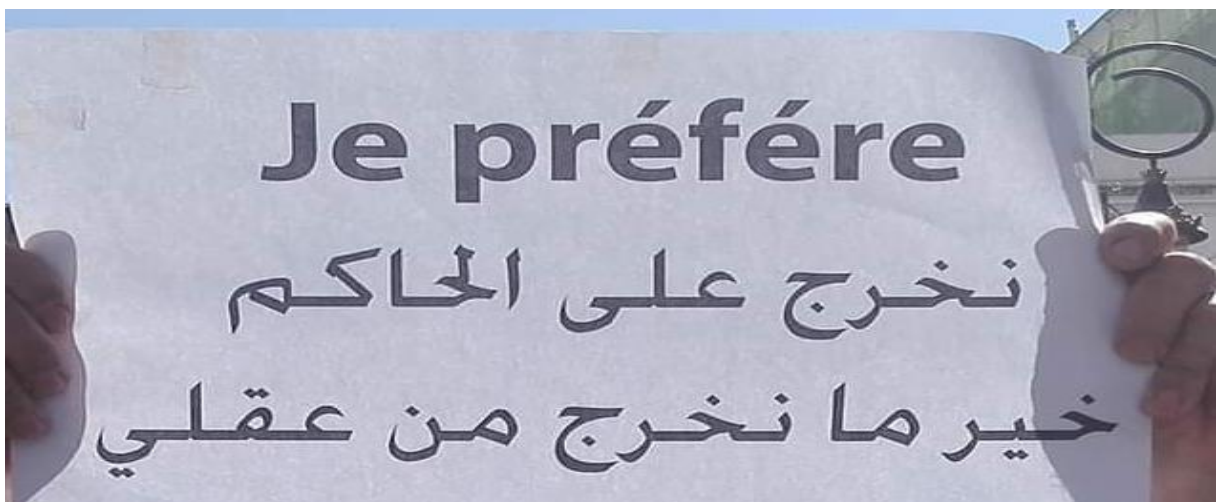 Je préfére
نخرج على الحاكم
خير ما نخرج من عقلي